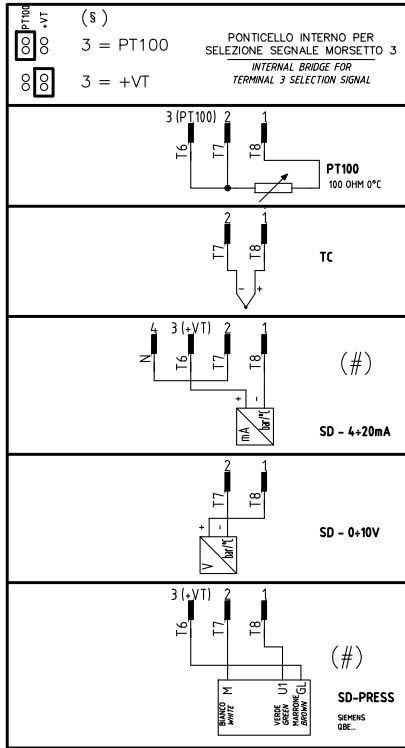 PT100
+VT
(§)
3 = PT100
3 = +VT
PONTICELLO INTERNO PER
SELEZIONE SEGNALE MORSETTO 3
INTERNAL BRIDGE FOR
TERMINAL 3 SELECTION SIGNAL
3 (PT100) 2 1
T6 T7 T8
PT100
100 OHM 0°C
2 1
T7 T8
- +
TC
4 3 (+VT) 2 1
N T6 T7 T8
+ -
mA bar/°C
(#)
SD - 4÷20mA
2 1
T7 T8
+ -
V bar/°C
SD - 0÷10V
3 (+VT) 2 1
T6 T7 T8
M U1 GL
BIANCO
WHITE
VERDE
GREEN
MARRONE
BROWN
(#)
SD-PRESS
SIEMENS
QBE...